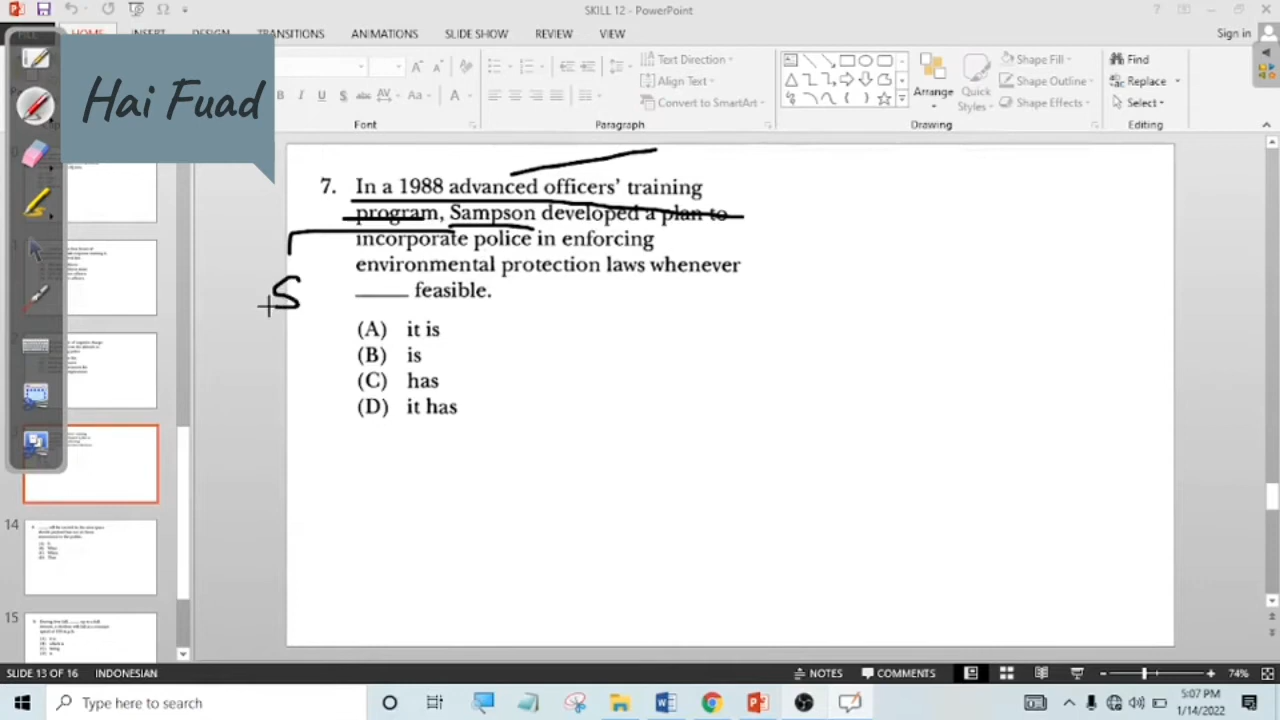 SKILL 12 - PowerPoint
?
FILL
HOME INSERT DESIGN TRANSITIONS ANIMATIONS SLIDE SHOW REVIEW VIEW
Sign in
Hai Fuad
B I U S abc AV Aa A
Text Direction
Align Text
Convert to SmartArt
Arrange
Quick Styles
Shape Fill
Shape Outline
Shape Effects
Find
Replace
Select
Font Paragraph Drawing Editing
7. In a 1988 advanced officers' training
program, Sampson developed a plan to
incorporate police in enforcing
environmental protection laws whenever
_____ feasible.
S
(A) it is
(B) is
(C) has
(D) it has
14
15
SLIDE 13 OF 16 INDONESIAN NOTES COMMENTS 74%
Type here to search
5:07 PM
1/14/2022